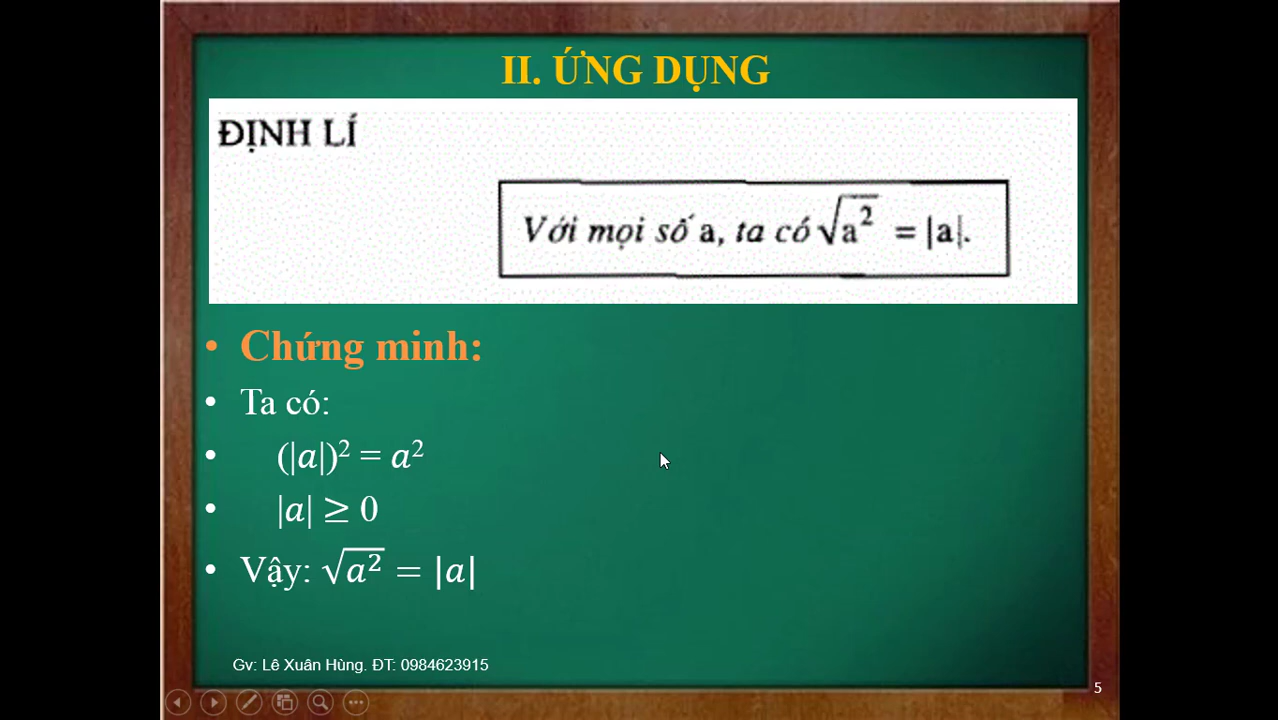 II. ỨNG DỤNG
ĐỊNH LÍ
Với mọi số a, ta có √a² = |a|.
• Chứng minh:
• Ta có:
• (|a|)² = a²
• |a| ≥ 0
• Vậy: √a² = |a|
Gv: Lê Xuân Hùng. ĐT: 0984623915
5